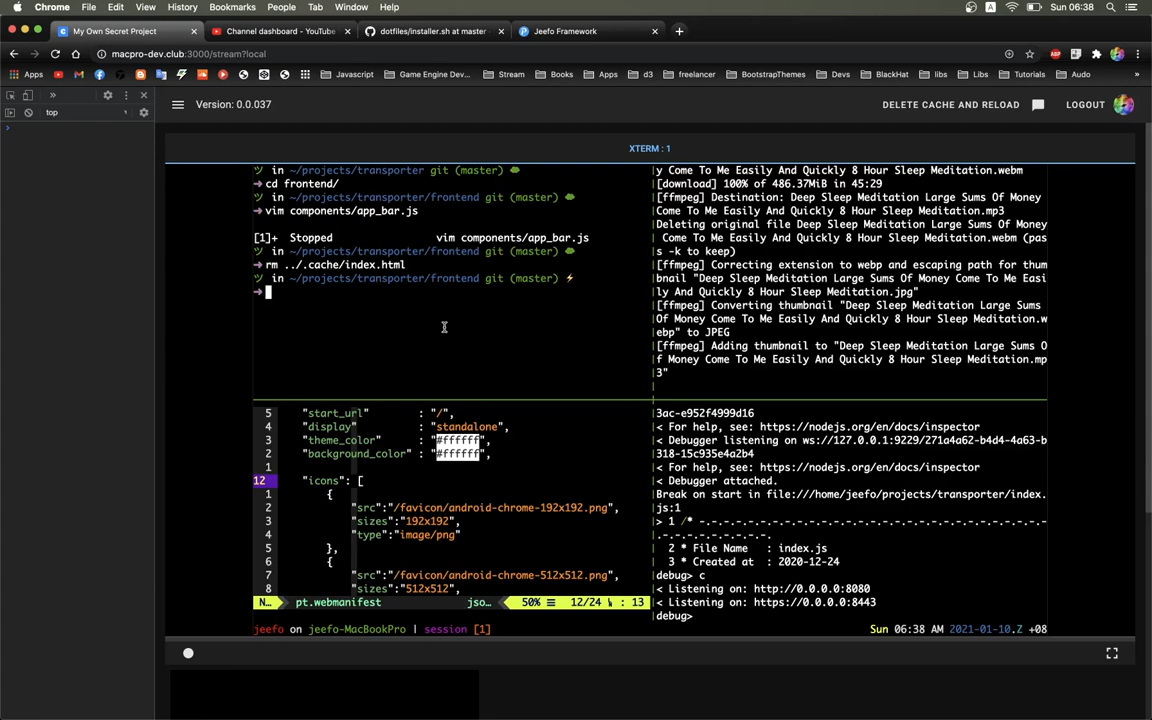 Chrome File Edit View History Bookmarks People Tab Window Help Sun 06:38
My Own Secret Project Channel dashboard - YouTube dotfiles/installer.sh at master Jeefo Framework
macpro-dev.club:3000/stream?local
Apps Javascript Game Engine Dev... Stream Books Apps d3 freelancer BootstrapThemes Devs BlackHat libs Libs Tutorials Audo »
»
top
Version: 0.0.037 DELETE CACHE AND RELOAD LOGOUT
XTERM : 1
ツ in ~/projects/transporter git (master)
➜ cd frontend/
ツ in ~/projects/transporter/frontend git (master)
➜ vim components/app_bar.js
[1]+ Stopped vim components/app_bar.js
ツ in ~/projects/transporter/frontend git (master)
➜ rm ../.cache/index.html
ツ in ~/projects/transporter/frontend git (master) ⚡
➜
y Come To Me Easily And Quickly 8 Hour Sleep Meditation.webm
[download] 100% of 486.37MiB in 45:29
[ffmpeg] Destination: Deep Sleep Meditation Large Sums Of Money
Come To Me Easily And Quickly 8 Hour Sleep Meditation.mp3
Deleting original file Deep Sleep Meditation Large Sums Of Money
Come To Me Easily And Quickly 8 Hour Sleep Meditation.webm (pas
s -k to keep)
[ffmpeg] Correcting extension to webp and escaping path for thum
bnail "Deep Sleep Meditation Large Sums Of Money Come To Me Easi
ly And Quickly 8 Hour Sleep Meditation.jpg"
[ffmpeg] Converting thumbnail "Deep Sleep Meditation Large Sums
Of Money Come To Me Easily And Quickly 8 Hour Sleep Meditation.w
ebp" to JPEG
[ffmpeg] Adding thumbnail to "Deep Sleep Meditation Large Sums O
f Money Come To Me Easily And Quickly 8 Hour Sleep Meditation.mp
3"
5 "start_url" : "/",
4 "display" : "standalone",
3 "theme_color" : "#ffffff",
2 "background_color" : "#ffffff",
1
12 "icons": [
1 {
2 "src":"/favicon/android-chrome-192x192.png",
3 "sizes":"192x192",
4 "type":"image/png"
5 },
6 {
7 "src":"/favicon/android-chrome-512x512.png",
8 "sizes":"512x512",
N... pt.webmanifest jso... 50% ≡ 12/24 : 13
3ac-e952f4999d16
< For help, see: https://nodejs.org/en/docs/inspector
< Debugger listening on ws://127.0.0.1:9229/271a4a62-b4d4-4a63-b
318-15c935e4a2b4
< For help, see: https://nodejs.org/en/docs/inspector
< Debugger attached.
Break on start in file:///home/jeefo/projects/transporter/index.
js:1
> 1 /* -.-.-.-.-.-.-.-.-.-.-.-.-.-.-.-.-.-.-.-.-.-.-.-.-.-.-.-
.-.-.-.-.-.-.-.-.
2 * File Name : index.js
3 * Created at : 2020-12-24
debug> c
< Listening on: http://0.0.0.0:8080
< Listening on: https://0.0.0.0:8443
debug>
jeefo on jeefo-MacBookPro | session [1] Sun 06:38 AM 2021-01-10.Z +08